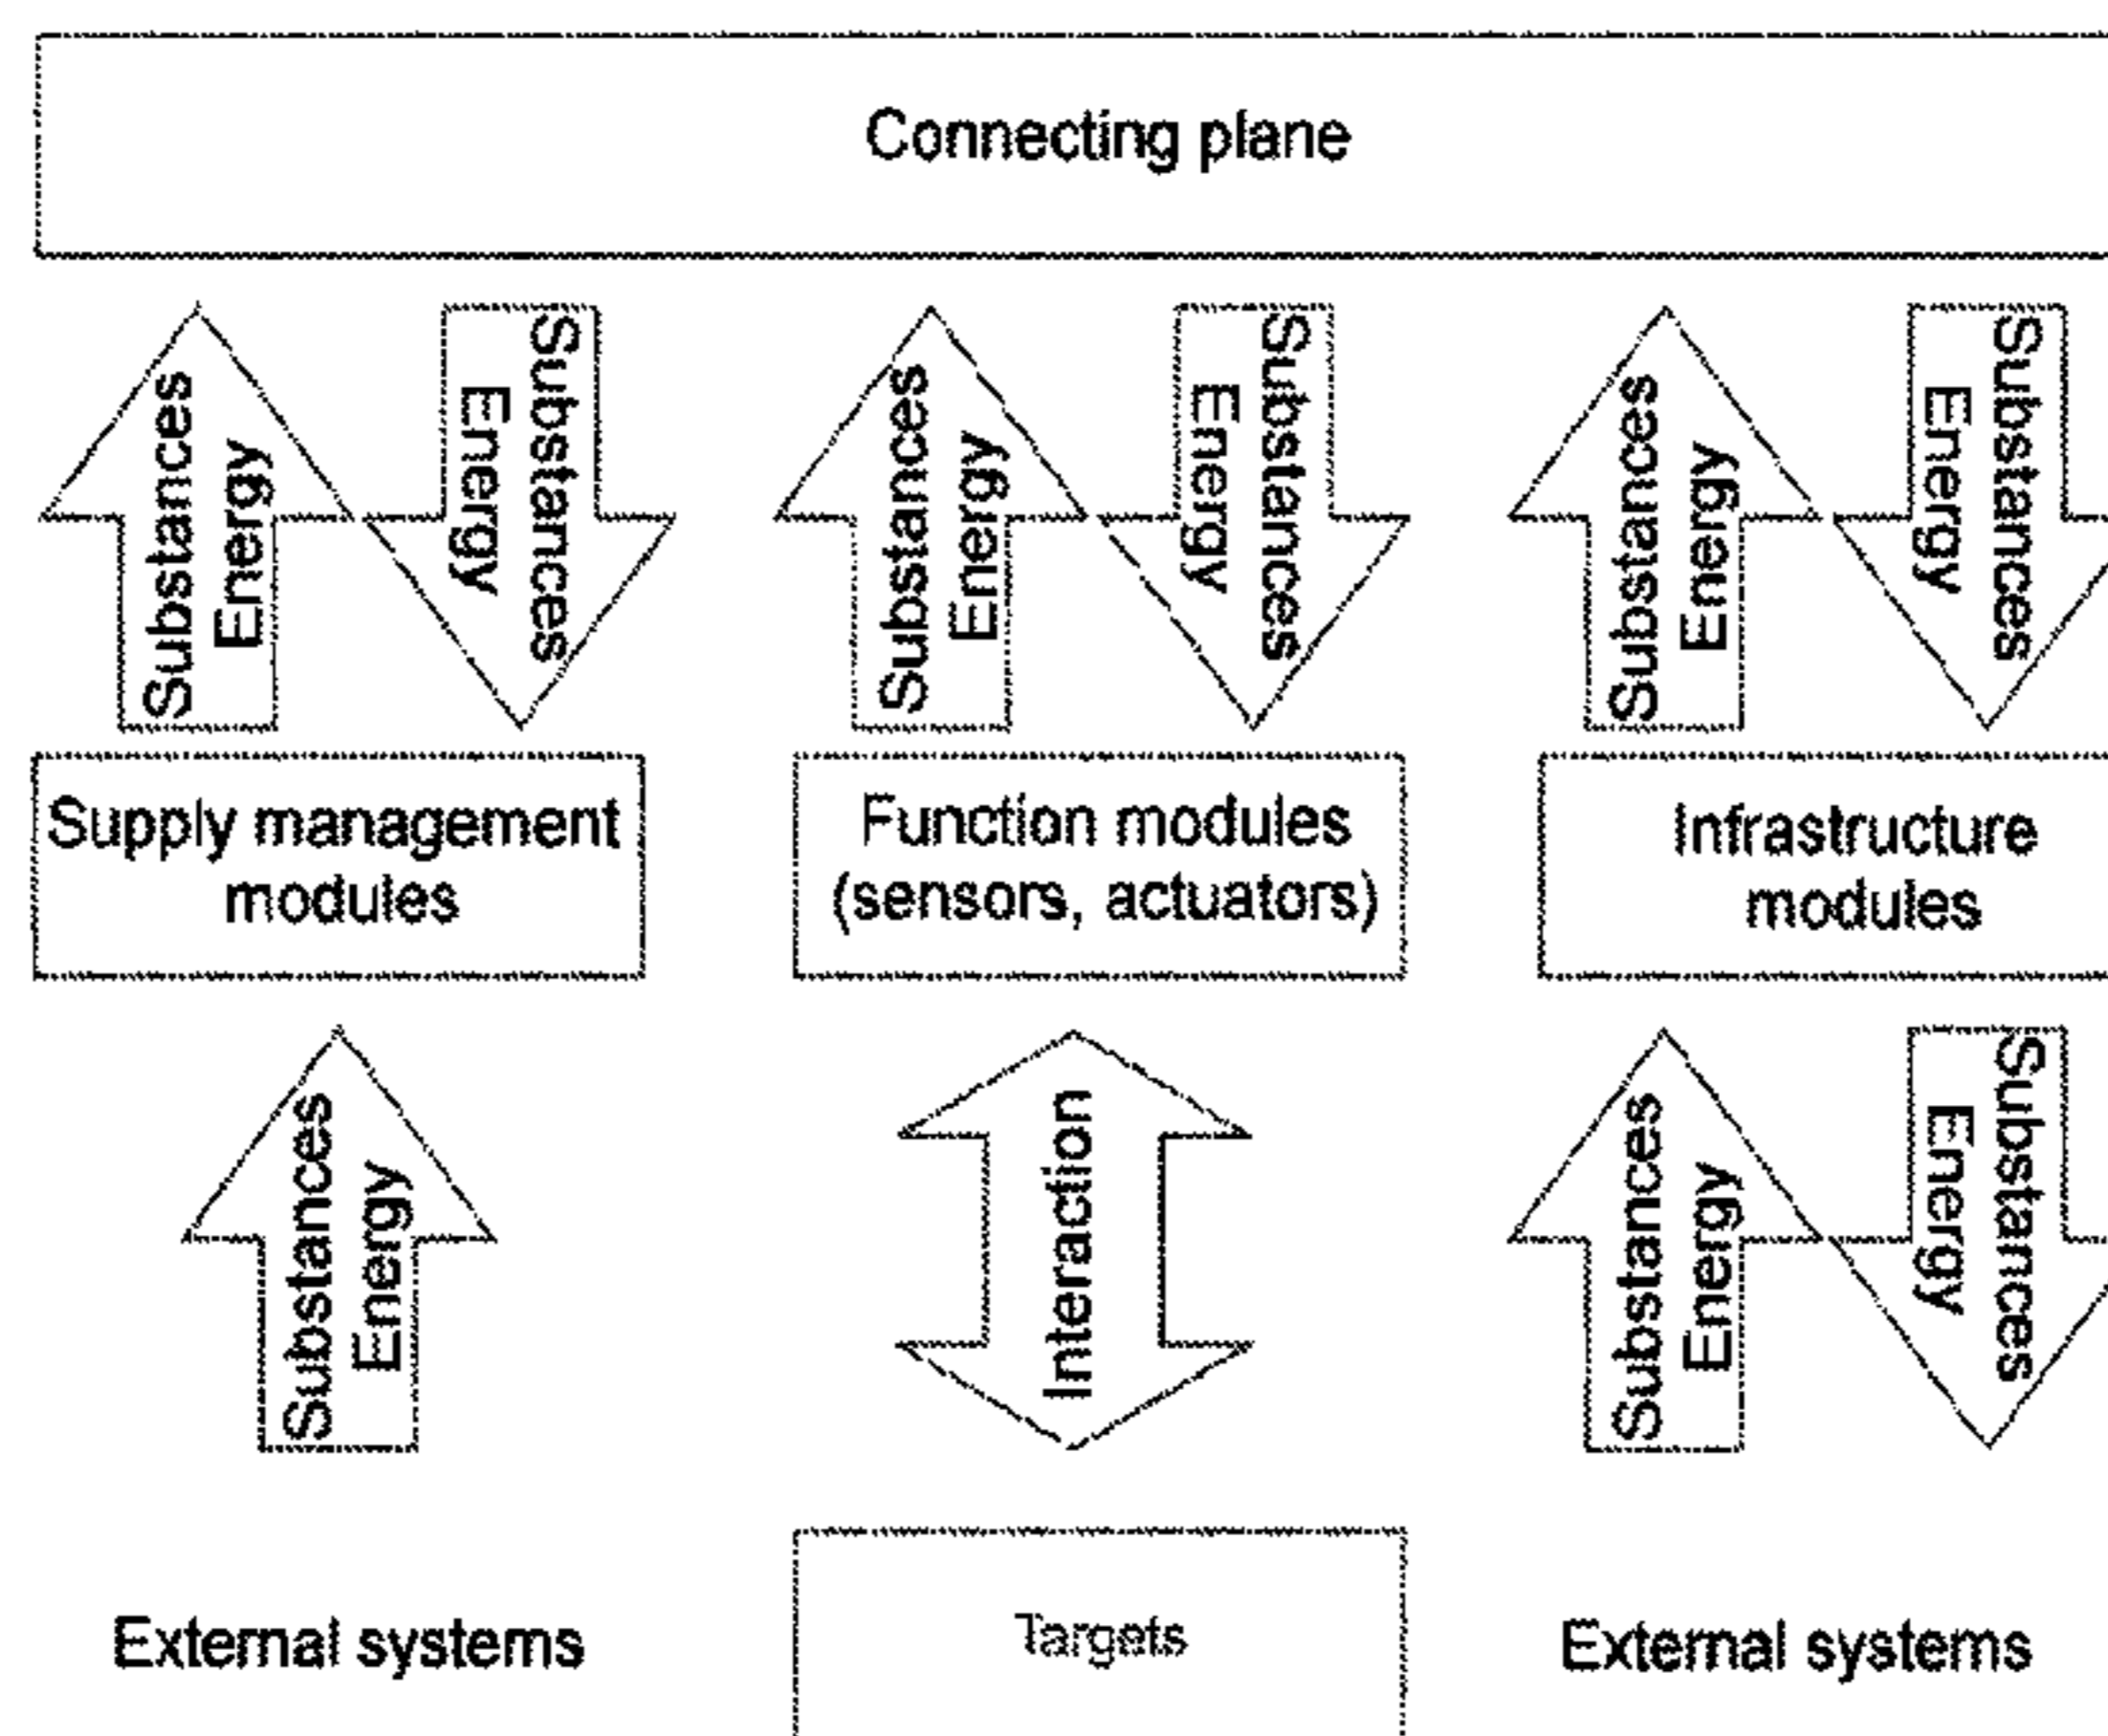 Connecting plane
Substances
Energy
Substances
Energy
Substances
Energy
Substances
Energy
Substances
Energy
Substances
Energy
Supply management
modules
Function modules
(sensors, actuators)
Infrastructure
modules
Substances
Energy
Interaction
Substances
Energy
Substances
Energy
External systems
Targets
External systems